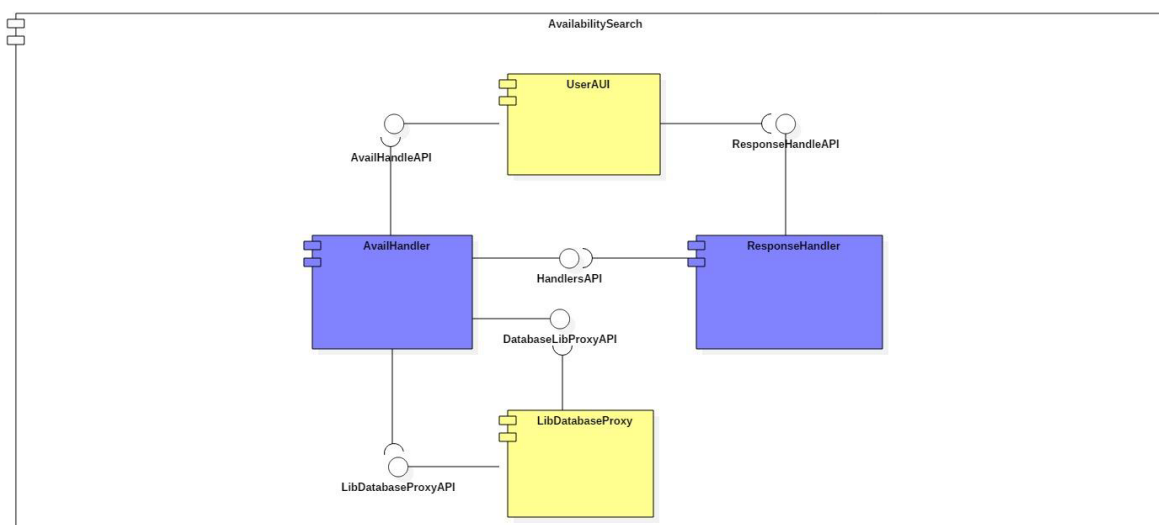 AvailabilitySearch
UserAUI
AvailHandleAPI
ResponseHandleAPI
AvailHandler
ResponseHandler
HandlersAPI
DatabaseLibProxyAPI
LibDatabaseProxy
LibDatabaseProxyAPI